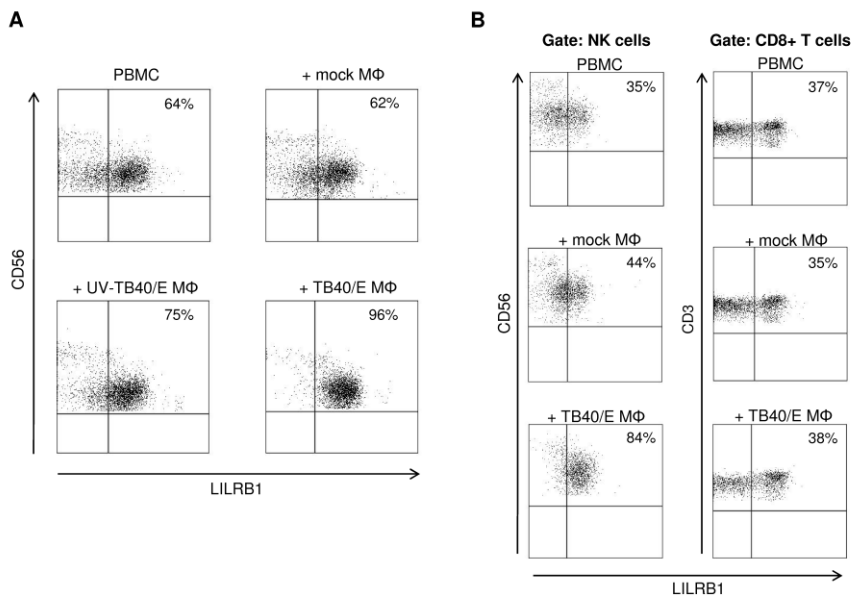 A
PBMC
64%
+ mock MΦ
62%
+ UV-TB40/E MΦ
75%
+ TB40/E MΦ
96%
CD56
LILRB1
B
Gate: NK cells
PBMC
35%
+ mock MΦ
44%
+ TB40/E MΦ
84%
CD56
Gate: CD8+ T cells
PBMC
37%
+ mock MΦ
35%
+ TB40/E MΦ
38%
CD3
LILRB1